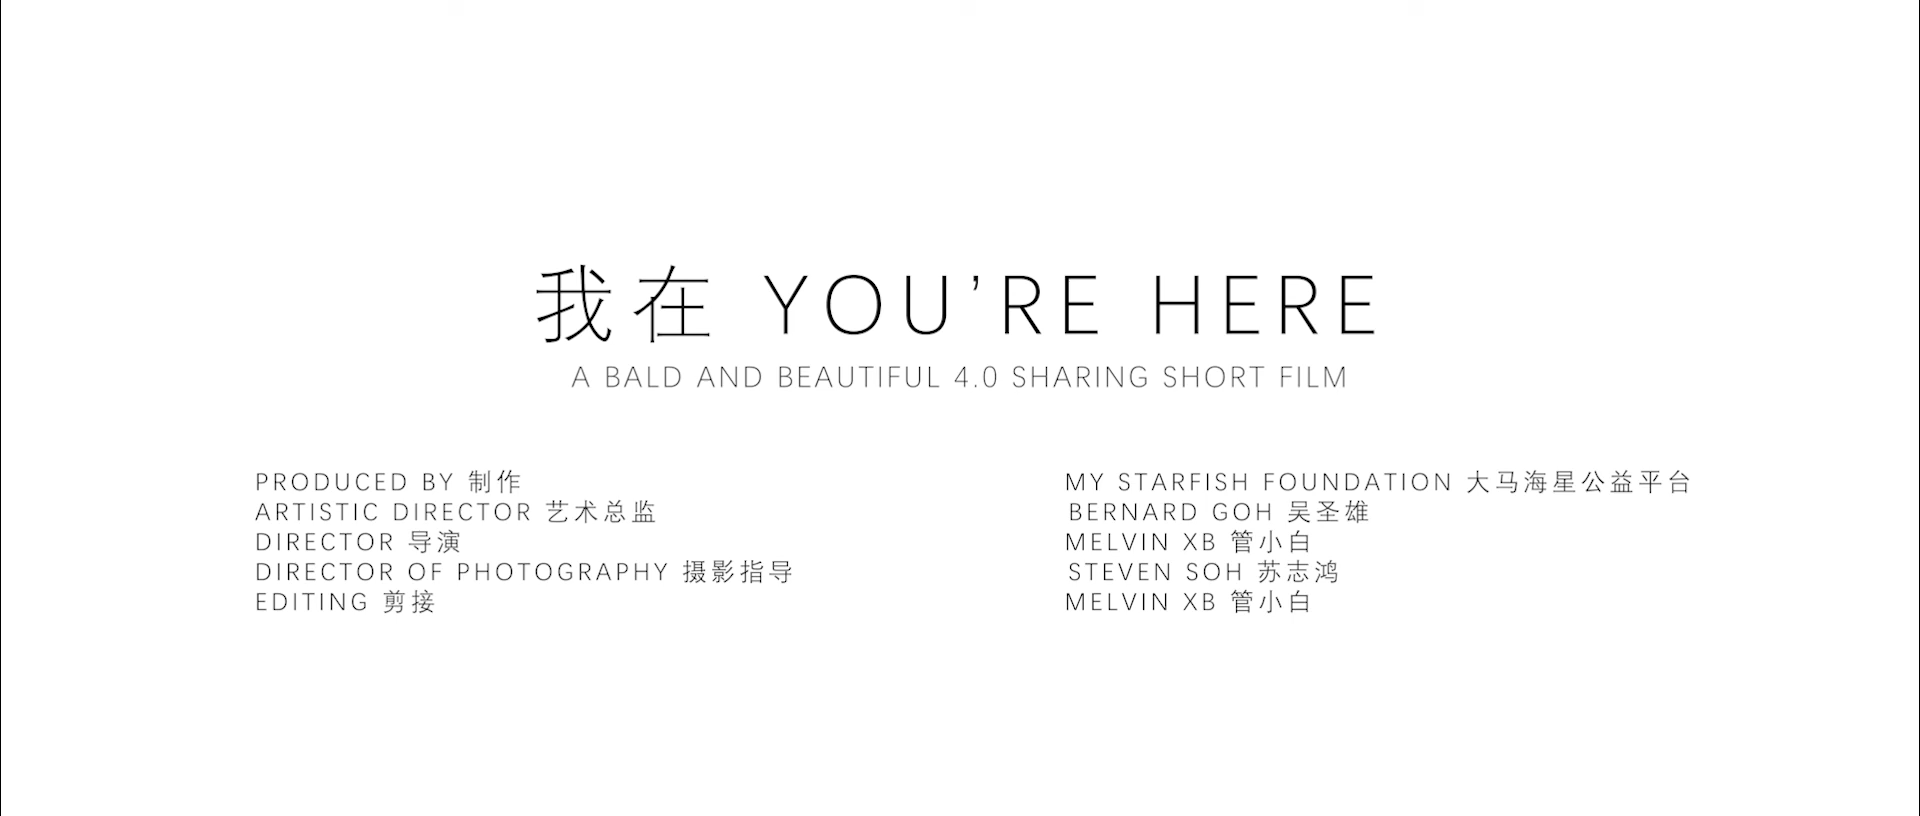 我在 YOU’RE HERE
A BALD AND BEAUTIFUL 4.0 SHARING SHORT FILM
PRODUCED BY 制作 MY STARFISH FOUNDATION 大马海星公益平台
ARTISTIC DIRECTOR 艺术总监 BERNARD GOH 吴圣雄
DIRECTOR 导演 MELVIN XB 管小白
DIRECTOR OF PHOTOGRAPHY 摄影指导 STEVEN SOH 苏志鸿
EDITING 剪接 MELVIN XB 管小白